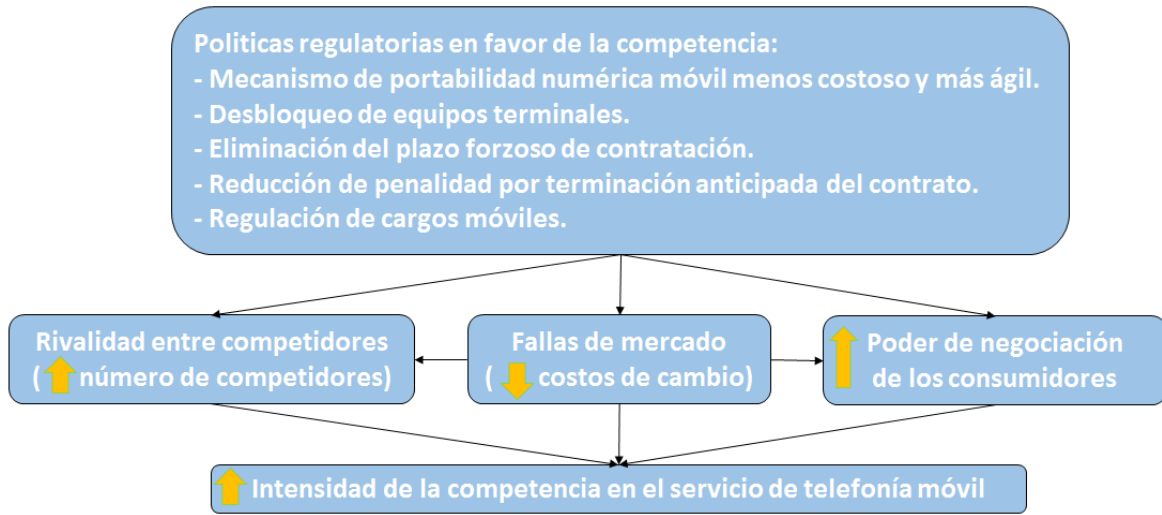 Politicas regulatorias en favor de la competencia:
- Mecanismo de portabilidad numérica móvil menos costoso y más ágil.
- Desbloqueo de equipos terminales.
- Eliminación del plazo forzoso de contratación.
- Reducción de penalidad por terminación anticipada del contrato.
- Regulación de cargos móviles.
Rivalidad entre competidores
( número de competidores)
Fallas de mercado
( costos de cambio)
Poder de negociación
de los consumidores
Intensidad de la competencia en el servicio de telefonía móvil